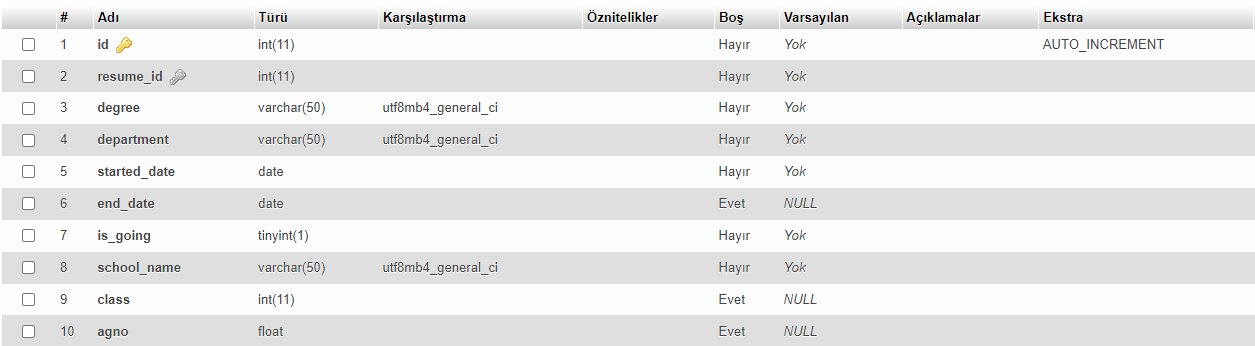 # Adı Türü Karşılaştırma Öznitelikler Boş Varsayılan Açıklamalar Ekstra
1 id int(11) Hayır Yok AUTO_INCREMENT
2 resume_id int(11) Hayır Yok
3 degree varchar(50) utf8mb4_general_ci Hayır Yok
4 department varchar(50) utf8mb4_general_ci Hayır Yok
5 started_date date Hayır Yok
6 end_date date Evet NULL
7 is_going tinyint(1) Hayır Yok
8 school_name varchar(50) utf8mb4_general_ci Hayır Yok
9 class int(11) Evet NULL
10 agno float Evet NULL